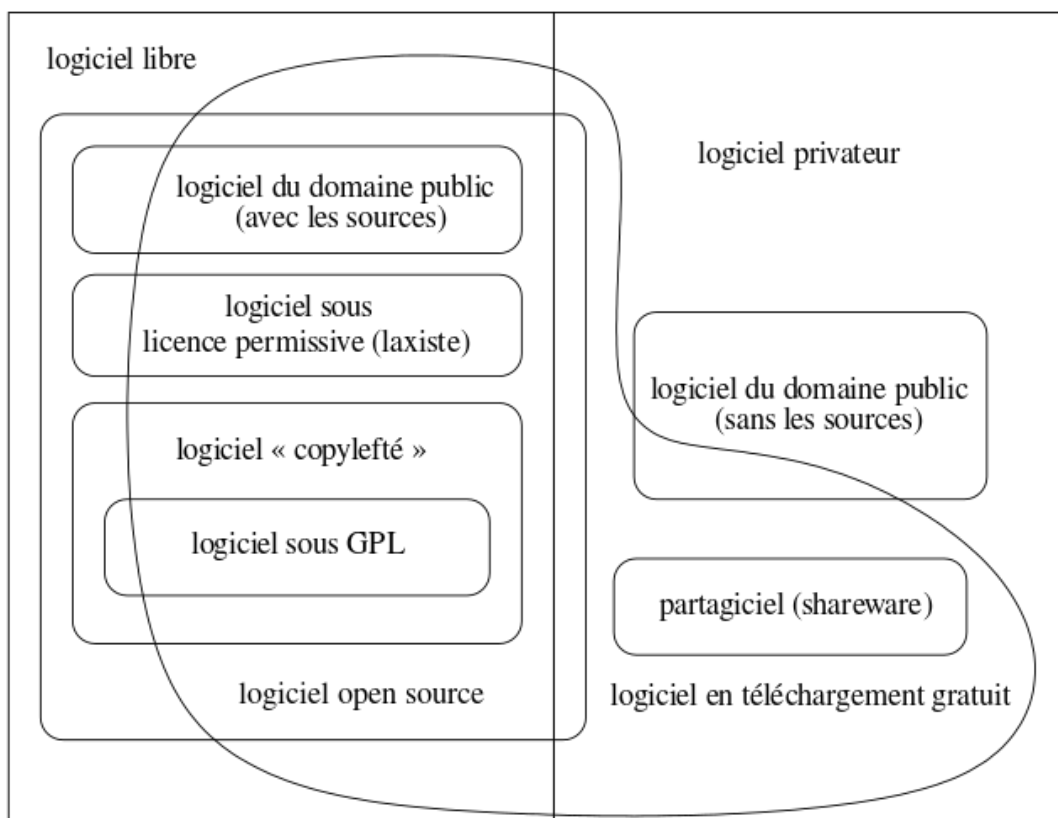 logiciel libre
logiciel du domaine public
(avec les sources)
logiciel sous
licence permissive (laxiste)
logiciel « copylefté »
logiciel sous GPL
logiciel open source
logiciel privateur
logiciel du domaine public
(sans les sources)
partagiciel (shareware)
logiciel en téléchargement gratuit